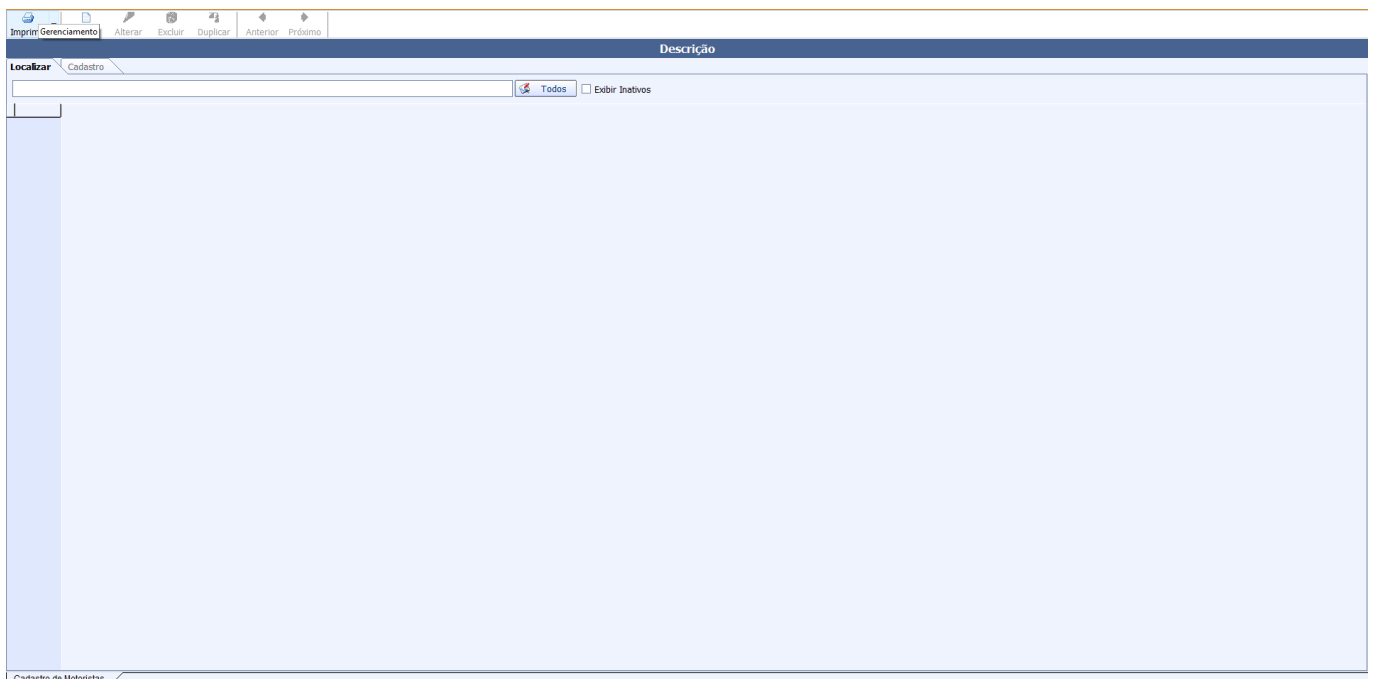 Imprim Gerenciamento Alterar Excluir Duplicar Anterior Próximo
Descrição
Localizar Cadastro
Todos Exibir Inativos
Cadastro de Motoristas